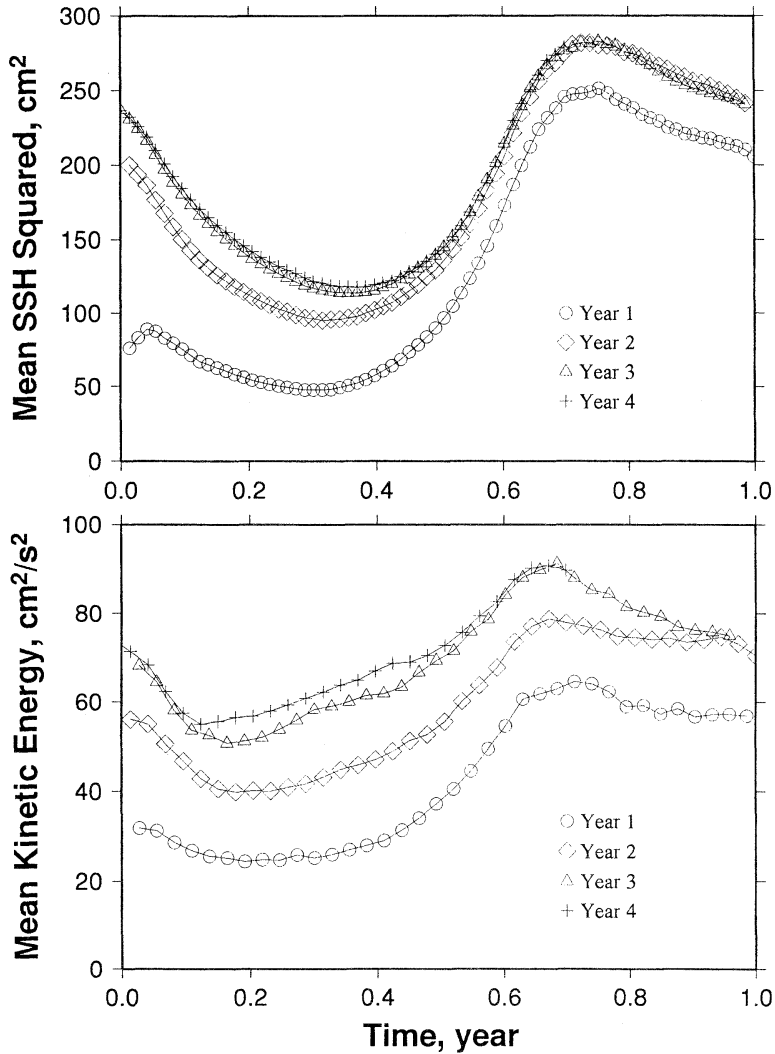 300
250
200
150
100
50
0
Mean SSH Squared, cm²
Year 1
Year 2
Year 3
Year 4
0.0 0.2 0.4 0.6 0.8 1.0
100
80
60
40
20
0
Mean Kinetic Energy, cm²/s²
Year 1
Year 2
Year 3
Year 4
0.0 0.2 0.4 0.6 0.8 1.0
Time, year